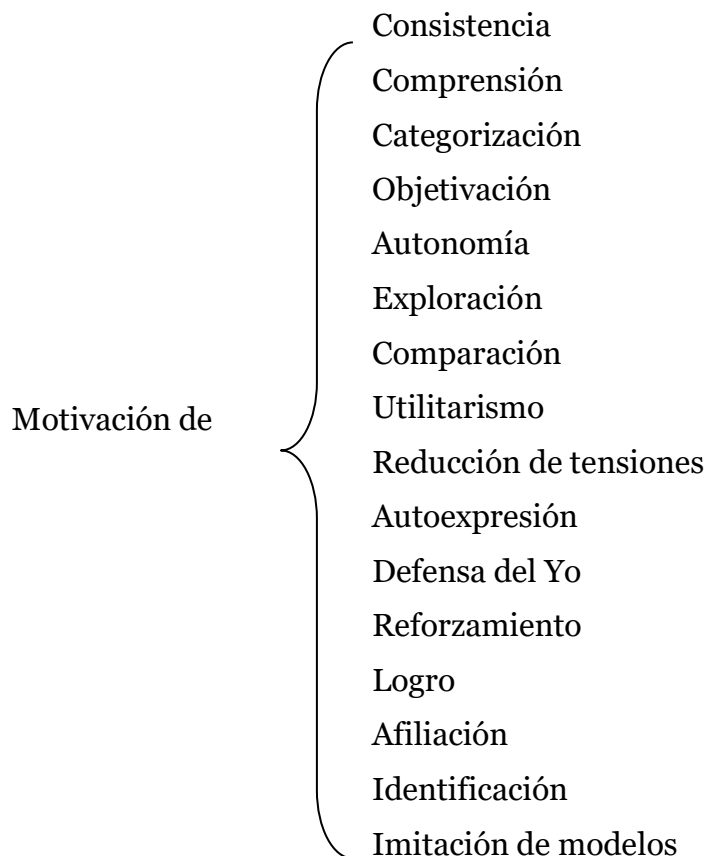 Motivación de
Consistencia
Comprensión
Categorización
Objetivación
Autonomía
Exploración
Comparación
Utilitarismo
Reducción de tensiones
Autoexpresión
Defensa del Yo
Reforzamiento
Logro
Afiliación
Identificación
Imitación de modelos